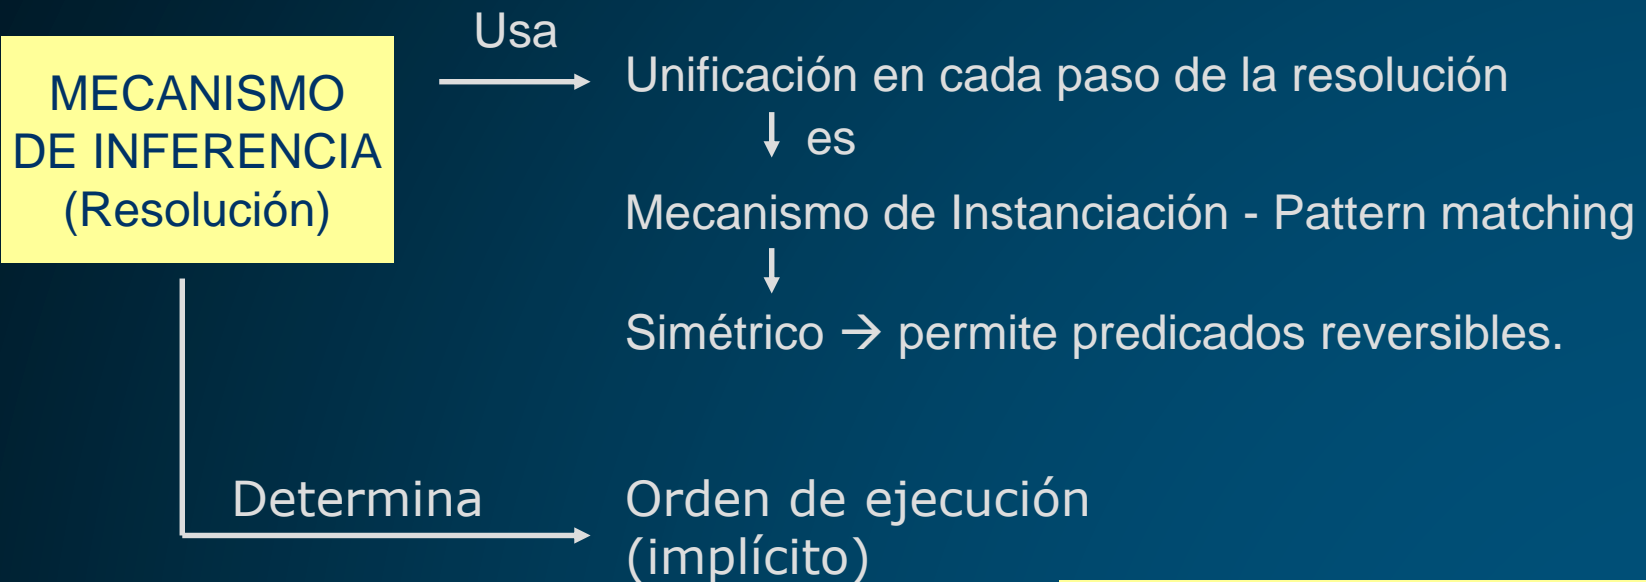 Usa
MECANISMO
DE INFERENCIA
(Resolución)
Unificación en cada paso de la resolución
es
Mecanismo de Instanciación - Pattern matching
Simétrico → permite predicados reversibles.
Determina
Orden de ejecución
(implícito)